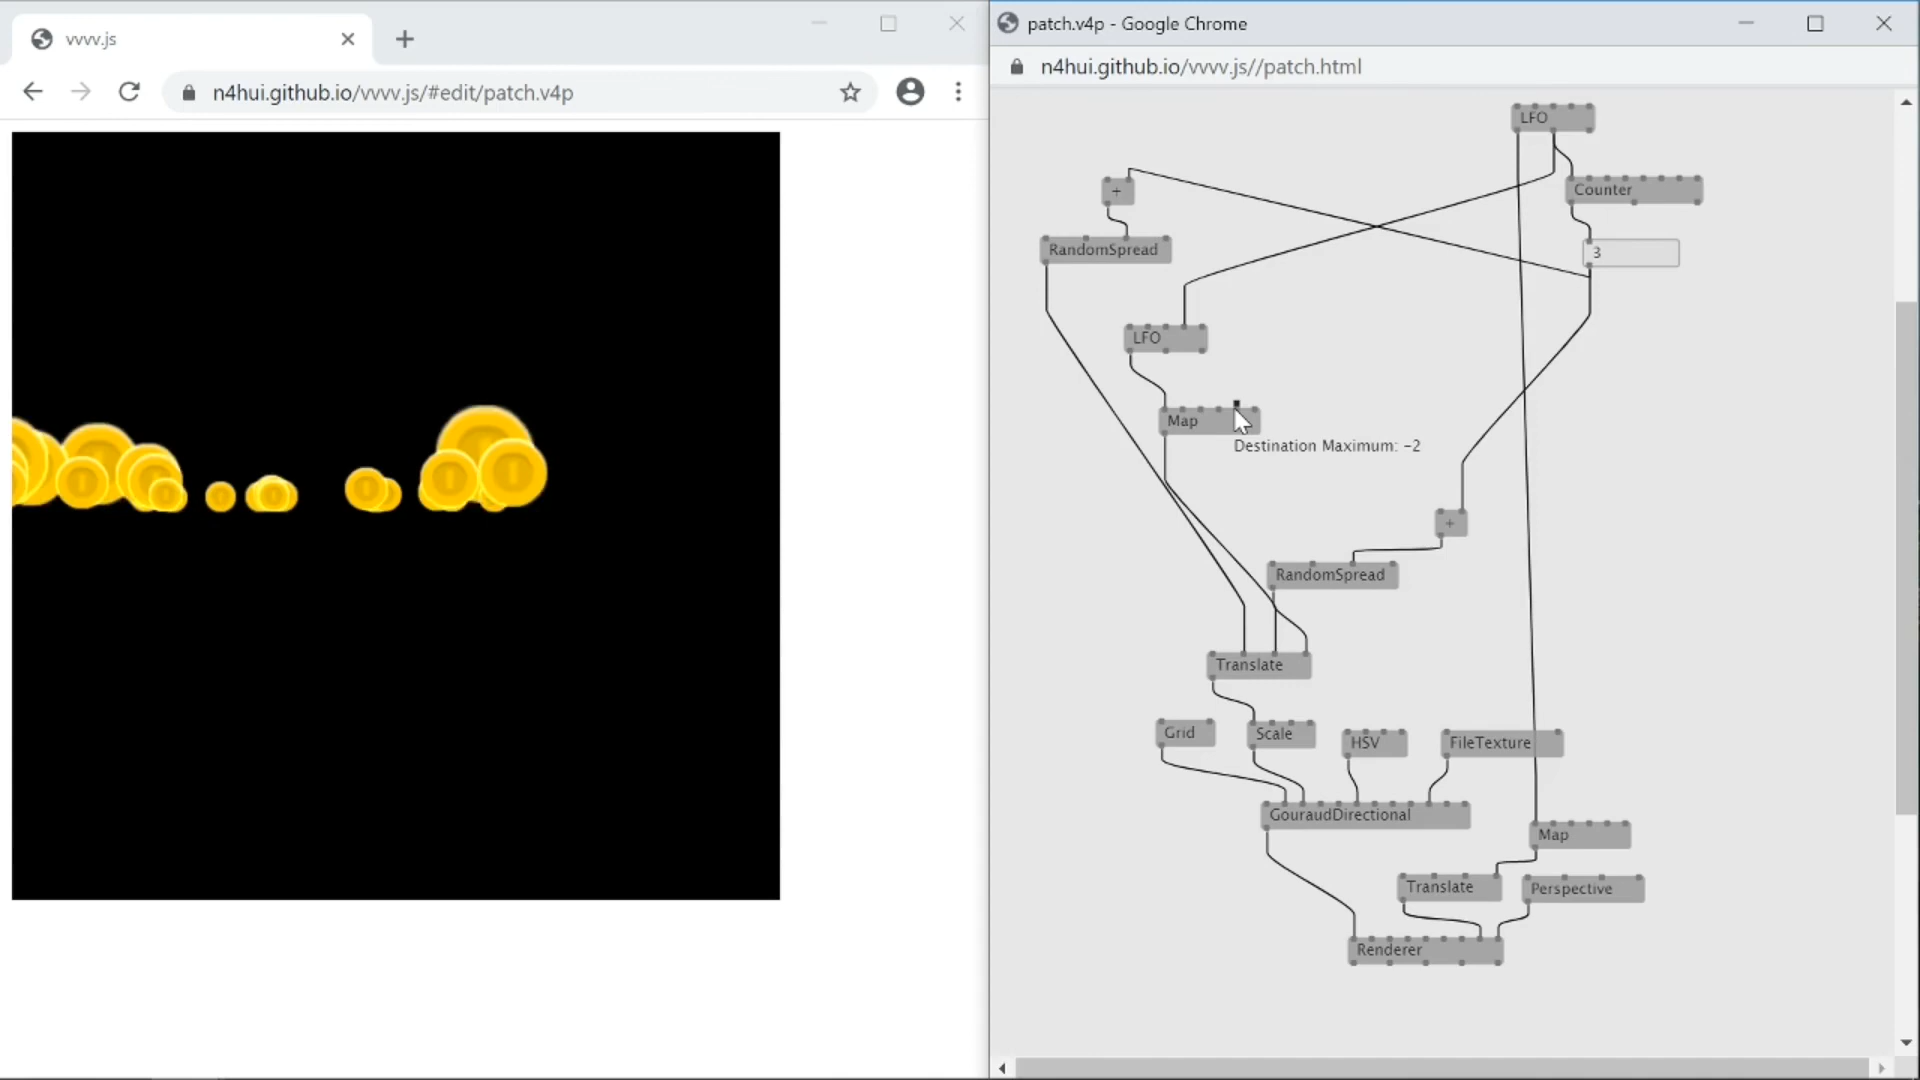 vvvv.js
n4hui.github.io/vvvv.js/#edit/patch.v4p
patch.v4p - Google Chrome
n4hui.github.io/vvvv.js//patch.html
LFO
+
Counter
RandomSpread
3
LFO
Map
Destination Maximum: -2
+
RandomSpread
Translate
Grid
Scale
HSV
FileTexture
GouraudDirectional
Map
Translate
Perspective
Renderer